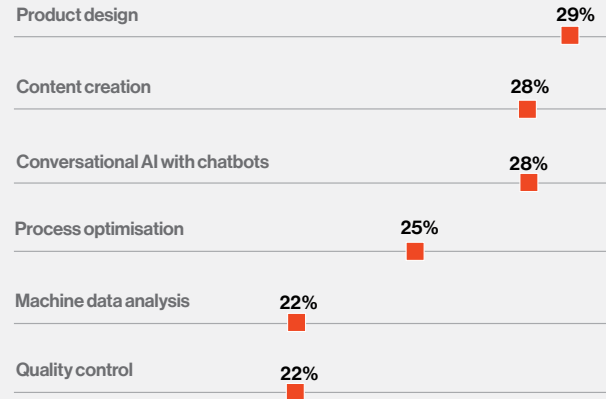 Product design 29%
Content creation 28%
Conversational AI with chatbots 28%
Process optimisation 25%
Machine data analysis 22%
Quality control 22%